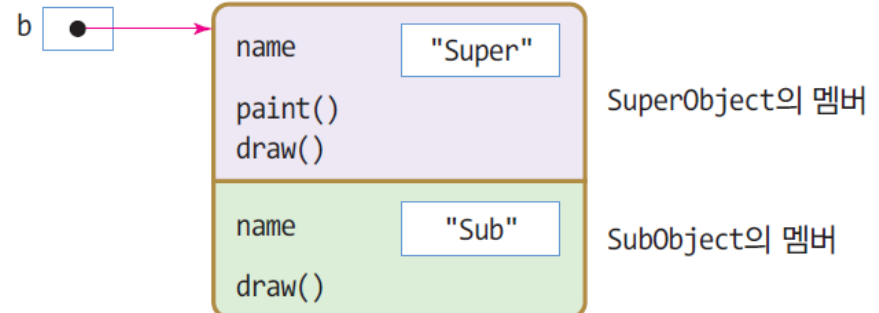 b
name "Super"
paint()
draw()
SuperObject의 멤버
name "Sub"
draw()
SubObject의 멤버